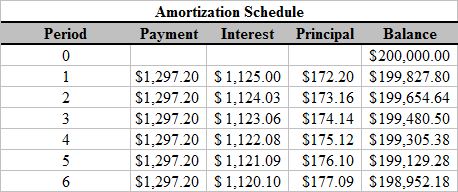 Amortization Schedule
Period Payment Interest Principal Balance
0 $200,000.00
1 $1,297.20 $ 1,125.00 $172.20 $199,827.80
2 $1,297.20 $ 1,124.03 $173.16 $199,654.64
3 $1,297.20 $ 1,123.06 $174.14 $199,480.50
4 $1,297.20 $ 1,122.08 $175.12 $199,305.38
5 $1,297.20 $ 1,121.09 $176.10 $199,129.28
6 $1,297.20 $ 1,120.10 $177.09 $198,952.18